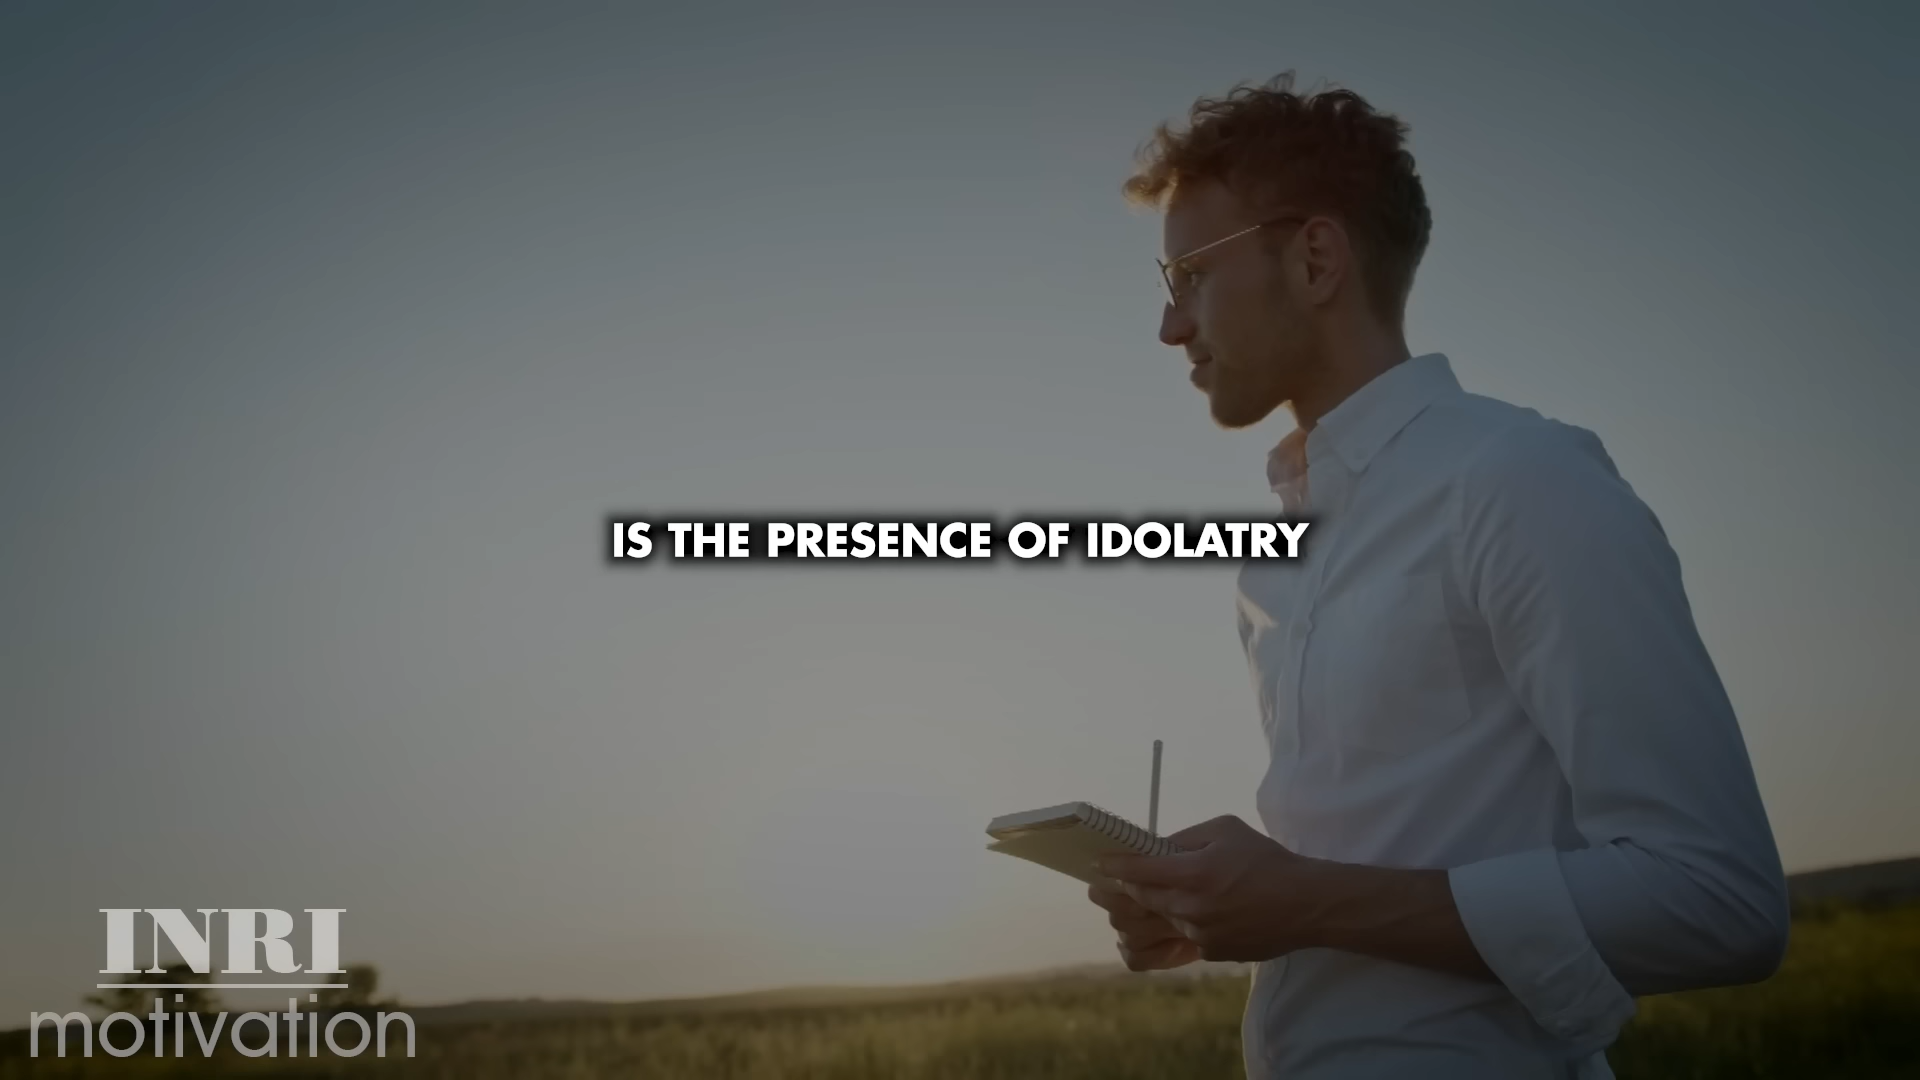 IS THE PRESENCE OF IDOLATRY
INRI
motivation